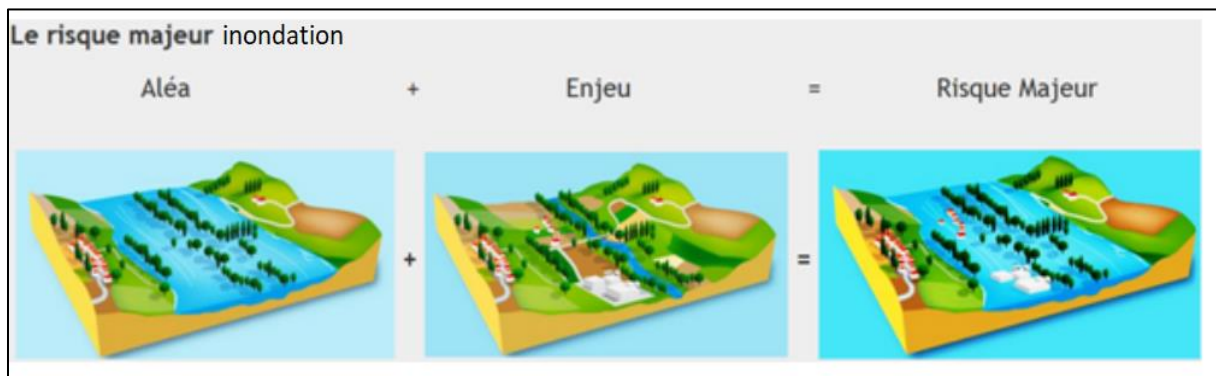 Le risque majeur inondation
Aléa + Enjeu = Risque Majeur
+ =